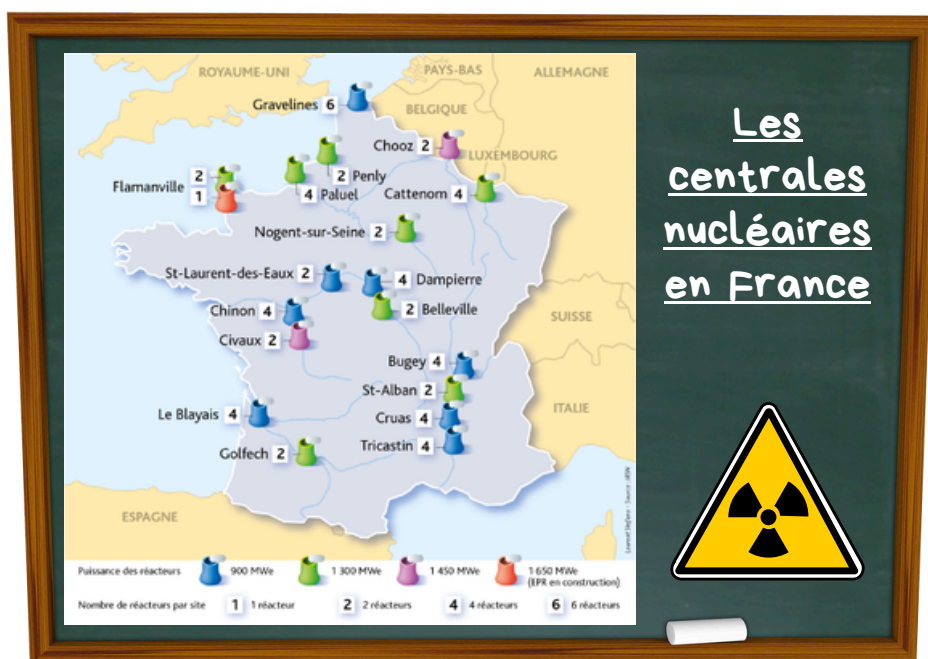 ROYAUME-UNI
PAYS-BAS
ALLEMAGNE
Gravelines 6
BELGIQUE
Chooz 2
LUXEMBOURG
2 Penly
Flamanville 2
1
4 Paluel
Cattenom 4
Nogent-sur-Seine 2
St-Laurent-des-Eaux 2
4 Dampierre
Chinon 4
2 Belleville
Civaux 2
SUISSE
Bugey 4
St-Alban 2
Le Blayais 4
Cruas 4
ITALIE
Golfech 2
Tricastin 4
ESPAGNE
Puissance des réacteurs
900 MWe
1 300 MWe
1 450 MWe
1 650 MWe
(EPR en construction)
Nombre de réacteurs par site
1 1 réacteur
2 2 réacteurs
4 4 réacteurs
6 6 réacteurs
Les
centrales
nucléaires
en France